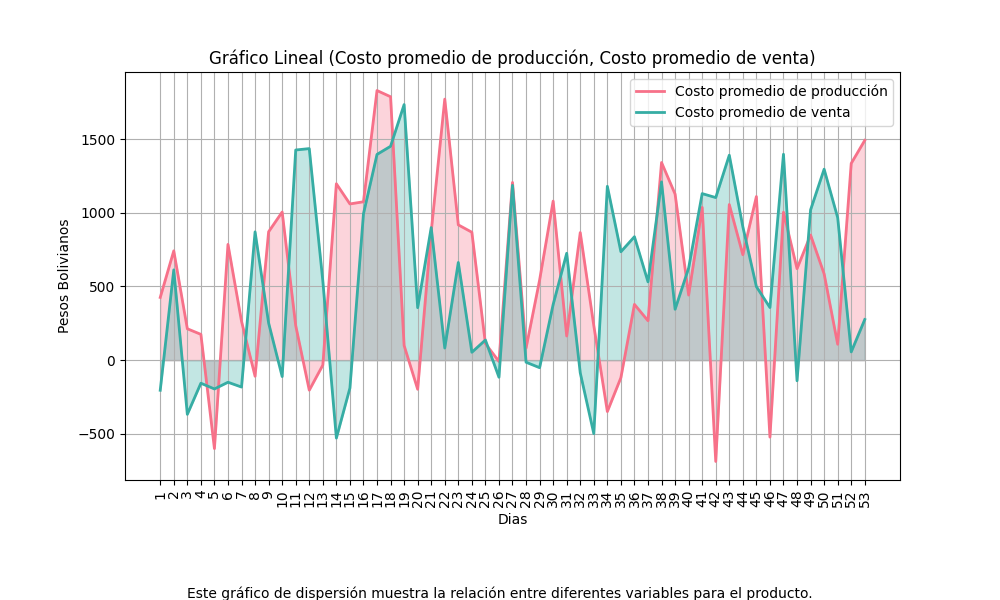 Gráfico Lineal (Costo promedio de producción, Costo promedio de venta)
Costo promedio de producción
Costo promedio de venta
Pesos Bolivianos
1500
1000
500
0
−500
1 2 3 4 5 6 7 8 9 10 11 12 13 14 15 16 17 18 19 20 21 22 23 24 25 26 27 28 29 30 31 32 33 34 35 36 37 38 39 40 41 42 43 44 45 46 47 48 49 50 51 52 53
Dias
Este gráfico de dispersión muestra la relación entre diferentes variables para el producto.